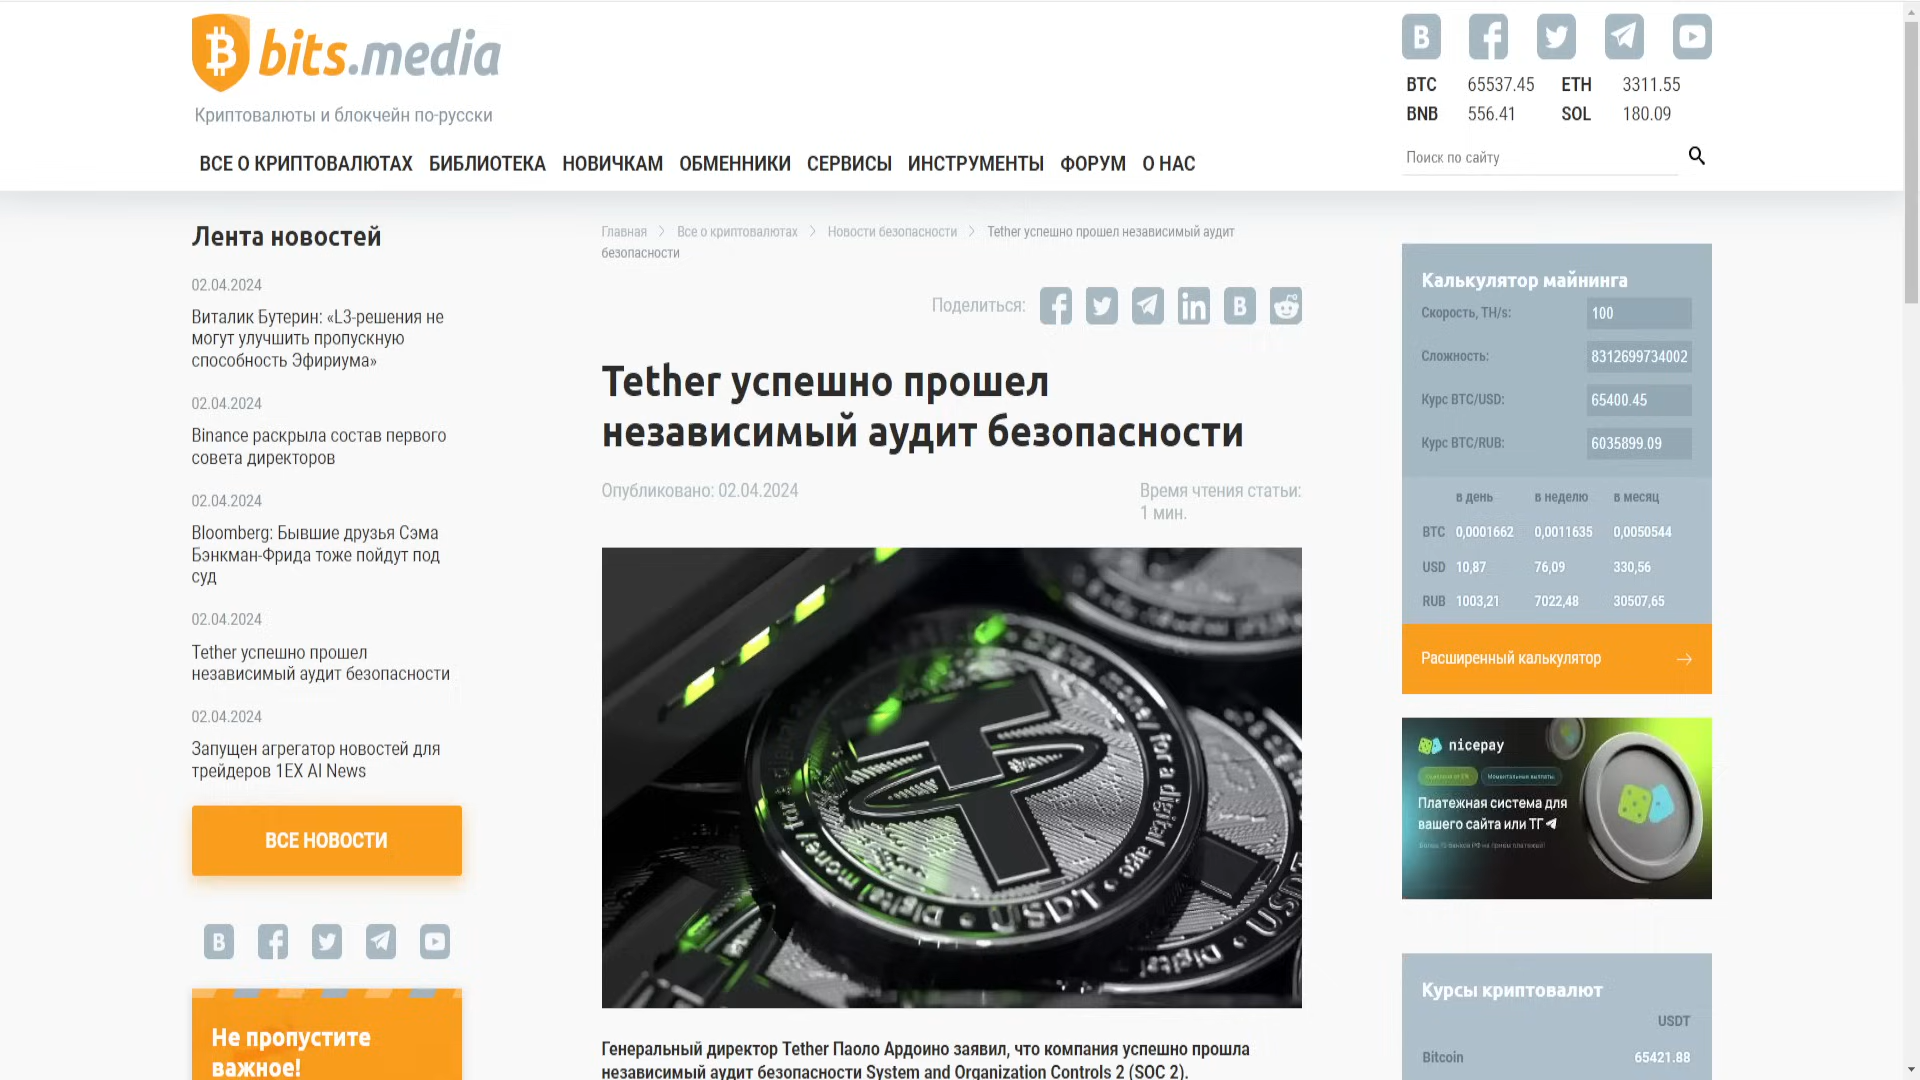 bits.media
Криптовалюты и блокчейн по-русски
BTC 65537.45 ETH 3311.55
BNB 556.41 SOL 180.09
Поиск по сайту
ВСЕ О КРИПТОВАЛЮТАХ БИБЛИОТЕКА НОВИЧКАМ ОБМЕННИКИ СЕРВИСЫ ИНСТРУМЕНТЫ ФОРУМ О НАС
Лента новостей
02.04.2024
Виталик Бутерин: «L3-решения не
могут улучшить пропускную
способность Эфириума»
02.04.2024
Binance раскрыла состав первого
совета директоров
02.04.2024
Bloomberg: Бывшие друзья Сэма
Бэнкман-Фрида тоже пойдут под
суд
02.04.2024
Tether успешно прошел
независимый аудит безопасности
02.04.2024
Запущен агрегатор новостей для
трейдеров 1EX AI News
ВСЕ НОВОСТИ
Не пропустите
важное!
Главная Все о криптовалютах Новости безопасности Tether успешно прошел независимый аудит
безопасности
Поделиться:
Tether успешно прошел
независимый аудит безопасности
Опубликовано: 02.04.2024
Время чтения статьи:
1 мин.
Digital money for a digital age
USDT
Digital
Генеральный директор Tether Паоло Ардоино заявил, что компания успешно прошла
независимый аудит безопасности System and Organization Controls 2 (SOC 2).
Калькулятор майнинга
Скорость, TH/s: 100
Сложность: 8312699734002
Курс BTC/USD: 65400.45
Курс BTC/RUB: 6035899.09
в день в неделю в месяц
BTC 0,0001662 0,0011635 0,0050544
USD 10,87 76,09 330,56
RUB 1003,21 7022,48 30507,65
Расширенный калькулятор
nicepay
Моментальные выплаты
Платежная система для
вашего сайта или ТГ
Курсы криптовалют
USDT
Bitcoin 65421.88